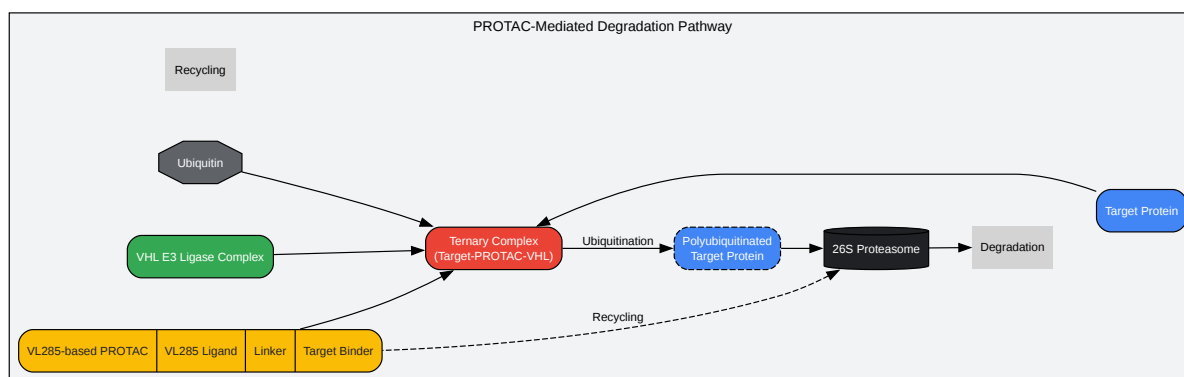 PROTAC-Mediated Degradation Pathway
Recycling
Ubiquitin
Target Protein
VHL E3 Ligase Complex
Ternary Complex
(Target-PROTAC-VHL)
Ubiquitination
Polyubiquitinated
Target Protein
26S Proteasome
Degradation
Recycling
VL285-based PROTAC
VL285 Ligand
Linker
Target Binder